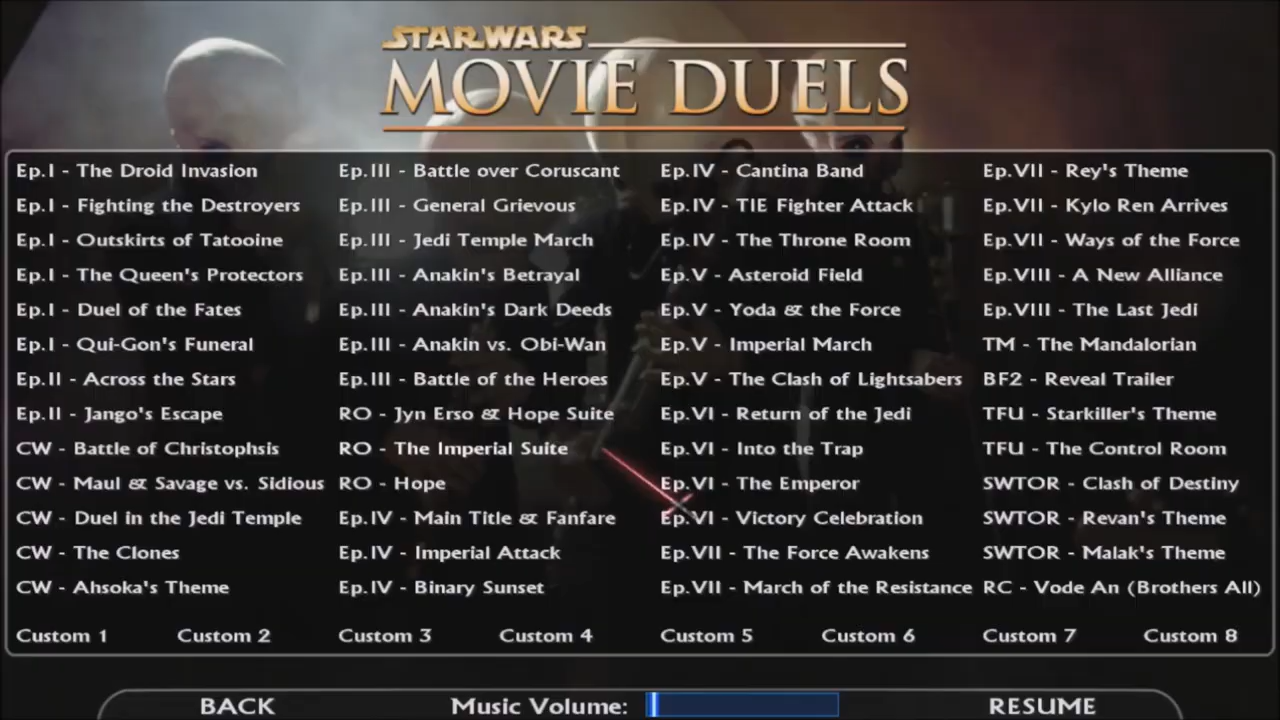 STAR WARS
MOVIE DUELS
Ep.I - The Droid Invasion
Ep.I - Fighting the Destroyers
Ep.I - Outskirts of Tatooine
Ep.I - The Queen's Protectors
Ep.I - Duel of the Fates
Ep.I - Qui-Gon's Funeral
Ep.II - Across the Stars
Ep.II - Jango's Escape
CW - Battle of Christophsis
CW - Maul & Savage vs. Sidious
CW - Duel in the Jedi Temple
CW - The Clones
CW - Ahsoka's Theme
Ep.III - Battle over Coruscant
Ep.III - General Grievous
Ep.III - Jedi Temple March
Ep.III - Anakin's Betrayal
Ep.III - Anakin's Dark Deeds
Ep.III - Anakin vs. Obi-Wan
Ep.III - Battle of the Heroes
RO - Jyn Erso & Hope Suite
RO - The Imperial Suite
RO - Hope
Ep.IV - Main Title & Fanfare
Ep.IV - Imperial Attack
Ep.IV - Binary Sunset
Ep.IV - Cantina Band
Ep.IV - TIE Fighter Attack
Ep.IV - The Throne Room
Ep.V - Asteroid Field
Ep.V - Yoda & the Force
Ep.V - Imperial March
Ep.V - The Clash of Lightsabers
Ep.VI - Return of the Jedi
Ep.VI - Into the Trap
Ep.VI - The Emperor
Ep.VI - Victory Celebration
Ep.VII - The Force Awakens
Ep.VII - March of the Resistance
Ep.VII - Rey's Theme
Ep.VII - Kylo Ren Arrives
Ep.VII - Ways of the Force
Ep.VIII - A New Alliance
Ep.VIII - The Last Jedi
TM - The Mandalorian
BF2 - Reveal Trailer
TFU - Starkiller's Theme
TFU - The Control Room
SWTOR - Clash of Destiny
SWTOR - Revan's Theme
SWTOR - Malak's Theme
RC - Vode An (Brothers All)
Custom 1 Custom 2 Custom 3 Custom 4 Custom 5 Custom 6 Custom 7 Custom 8
BACK Music Volume: RESUME